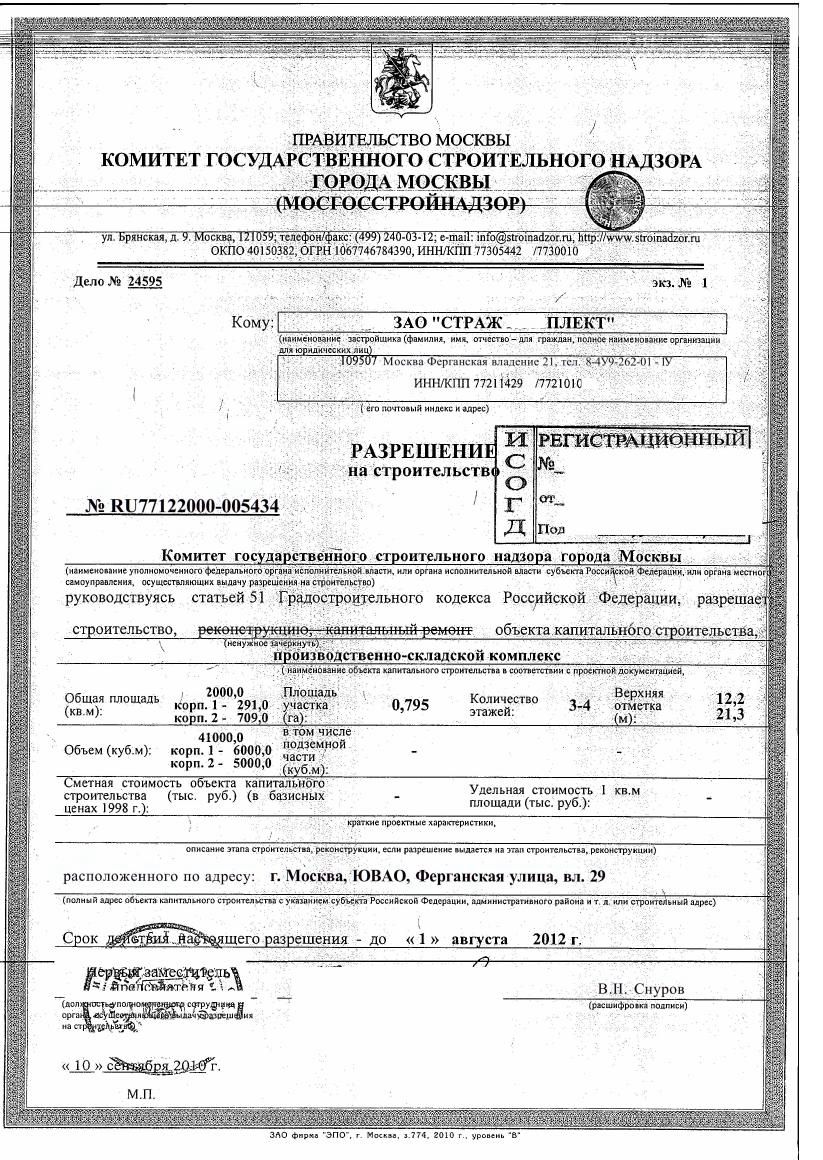 ПРАВИТЕЛЬСТВО МОСКВЫ
КОМИТЕТ ГОСУДАРСТВЕННОГО СТРОИТЕЛЬНОГО НАДЗОРА
ГОРОДА МОСКВЫ
(МОСГОССТРОЙНАДЗОР)
ул. Брянская, д. 9. Москва, 121059; телефон/факс: (499) 240-03-12; e-mail: info@stroinadzor.ru, http://www.stroinadzor.ru
ОКПО 40150382, ОГРН 1067746784390, ИНН/КПП 77305442 /7730010
Дело № 24595 экз. № 1
Кому: ЗАО "СТРАЖ ПЛЕКТ"
(наименование застройщика (фамилия, имя, отчество – для граждан, полное наименование организации
для юридических лиц)
109507 Москва Ферганская владение 21, тел. 8-4У9-262-01 - IУ
ИНН/КПП 77211429 /7721010
( его почтовый индекс и адрес)
РАЗРЕШЕНИЕ
на строительство
ИСОГД
РЕГИСТРАЦИОННЫЙ
№
от
Под
№ RU77122000-005434
Комитет государственного строительного надзора города Москвы
(наименование уполномоченного федерального органа исполнительной власти, или органа исполнительной власти субъекта Российской Федерации, или органа местного
самоуправления, осуществляющих выдачу разрешения на строительство)
руководствуясь статьей 51 Градостроительного кодекса Российской Федерации, разрешает
строительство, реконструкцию, капитальный ремонт объекта капитального строительства,
(ненужное зачеркнуть)
производственно-складской комплекс
( наименование объекта капитального строительства в соответствии с проектной документацией,
Общая площадь (кв.м): 2000,0 корп. 1 - 291,0 корп. 2 - 709,0 Площадь участка (га): 0,795 Количество этажей: 3-4 Верхняя отметка (м): 12,2 21,3
Объем (куб.м): 41000,0 корп. 1 - 6000,0 корп. 2 - 5000,0 в том числе подземной части (куб.м): - -
Сметная стоимость объекта капитального строительства (тыс. руб.) (в базисных ценах 1998 г.): - Удельная стоимость 1 кв.м площади (тыс. руб.): -
краткие проектные характеристики,
описание этапа строительства, реконструкции, если разрешение выдается на этап строительства, реконструкции)
расположенного по адресу: г. Москва, ЮВАО, Ферганская улица, вл. 29
(полный адрес объекта капитального строительства с указанием субъекта Российской Федерации, административного района и т. д. или строительный адрес)
Срок действия настоящего разрешения - до « 1 » августа 2012 г.
Первый заместитель
председателя
В.Н. Снуров
(должность уполномоченного сотрудника
органа, осуществляющего выдачу разрешения
на строительство)
(расшифровка подписи)
« 10 » сентября 2010 г.
М.П.
ЗАО фирма "ЭПО", г. Москва, з.774, 2010 г., уровень "В"